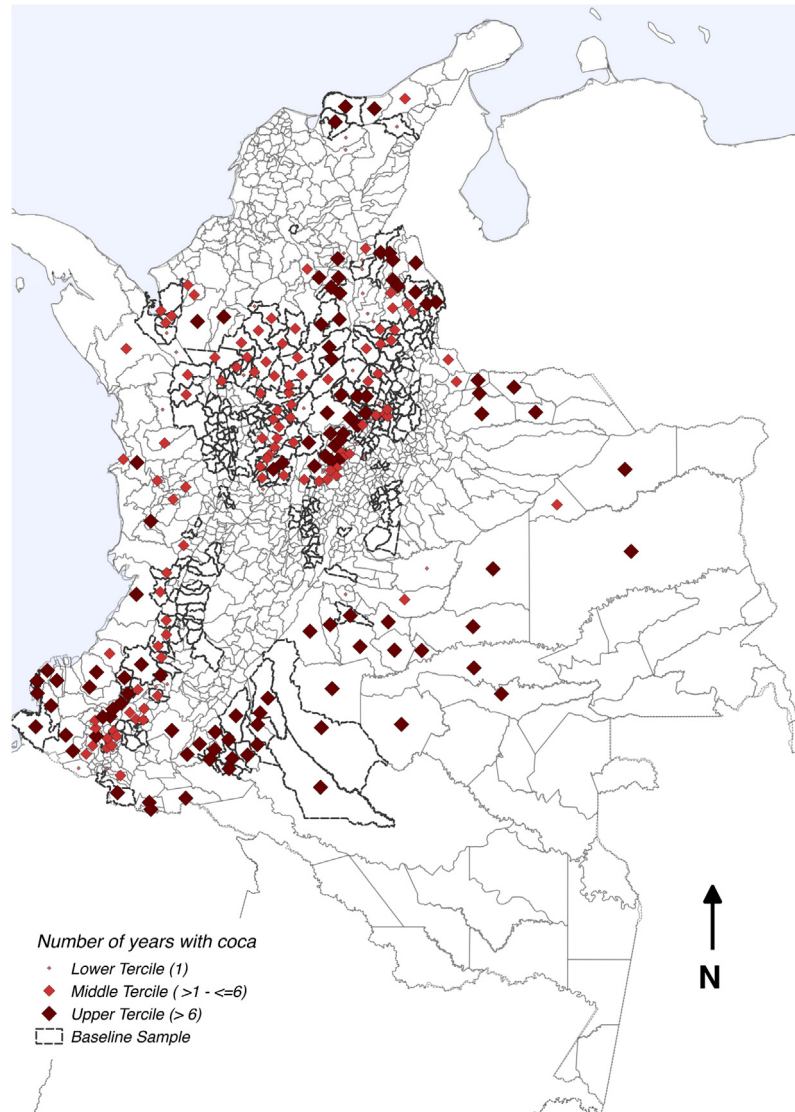 N
Number of years with coca
Lower Tercile (1)
Middle Tercile ( >1 - <=6)
Upper Tercile (> 6)
Baseline Sample